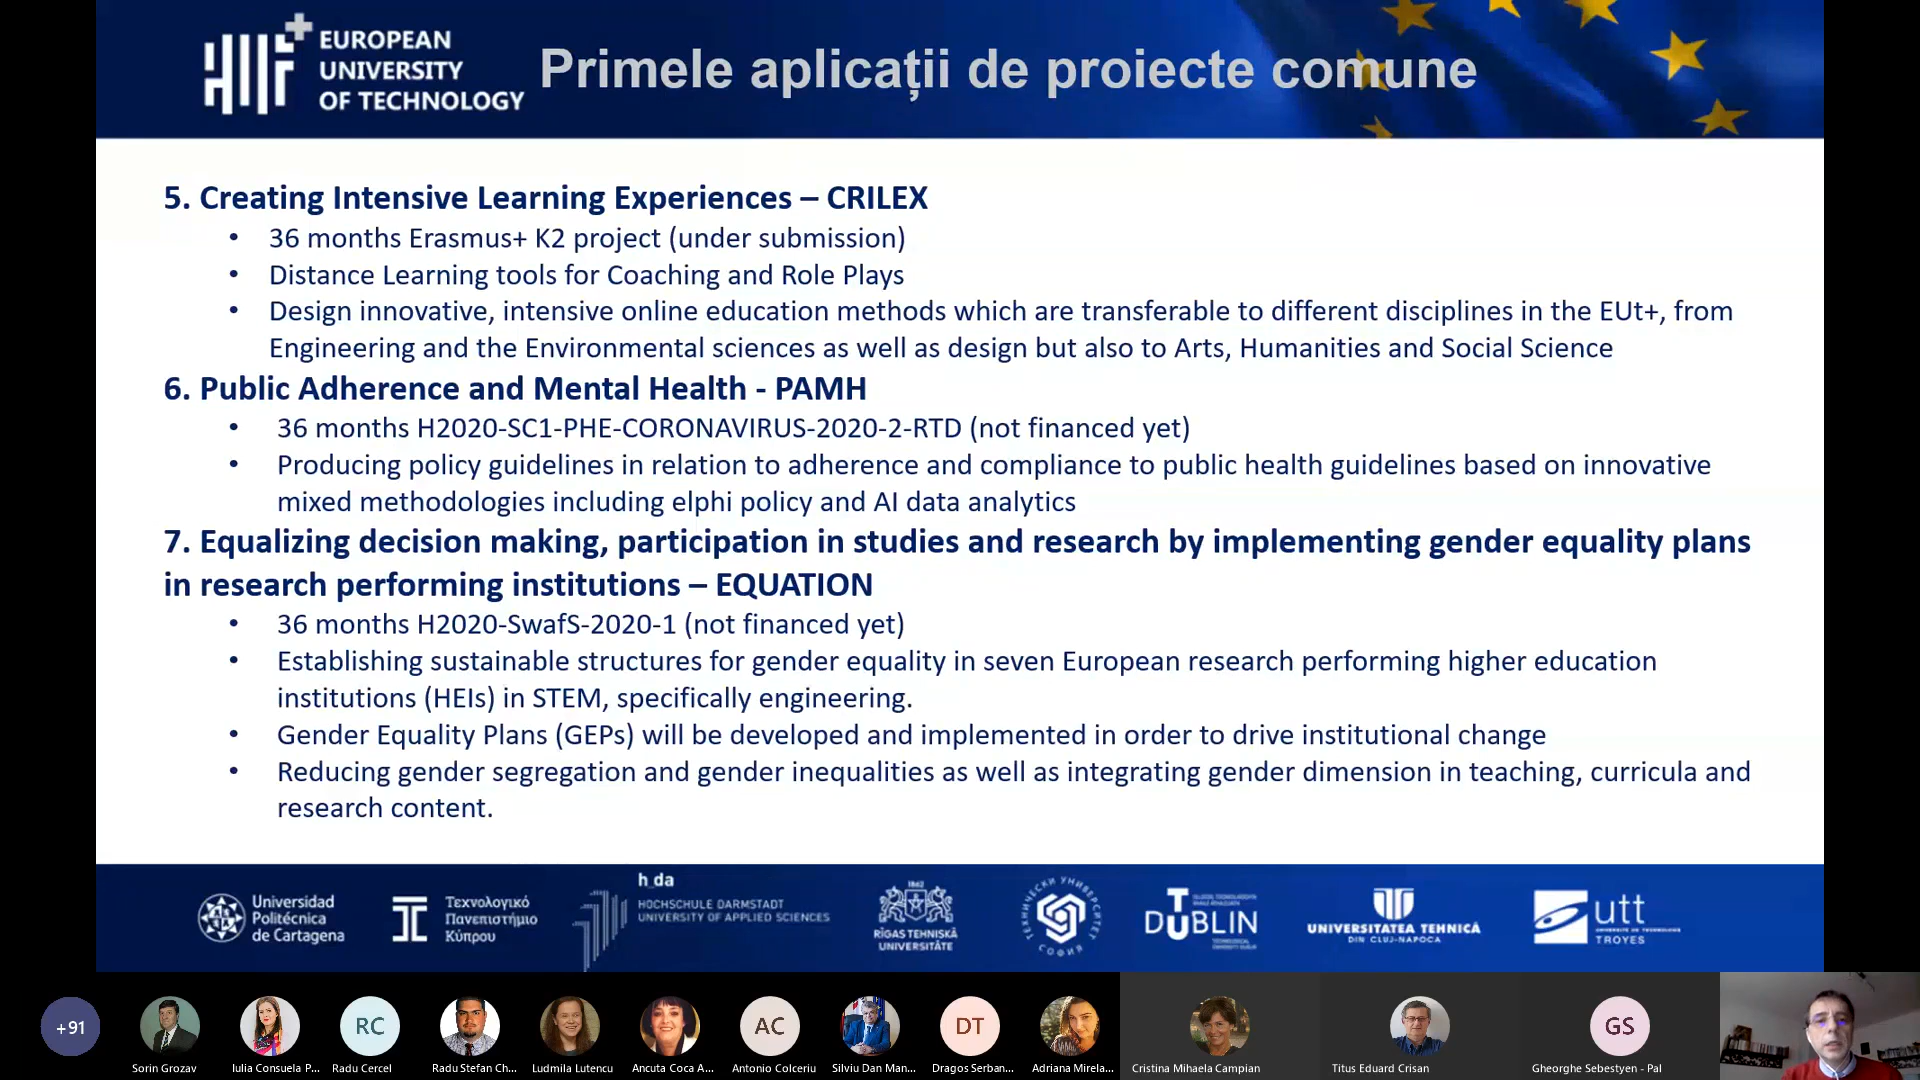 EUROPEAN
UNIVERSITY
OF TECHNOLOGY
Primele aplicații de proiecte comune
5. Creating Intensive Learning Experiences – CRILEX
• 36 months Erasmus+ K2 project (under submission)
• Distance Learning tools for Coaching and Role Plays
• Design innovative, intensive online education methods which are transferable to different disciplines in the EUt+, from
Engineering and the Environmental sciences as well as design but also to Arts, Humanities and Social Science
6. Public Adherence and Mental Health - PAMH
• 36 months H2020-SC1-PHE-CORONAVIRUS-2020-2-RTD (not financed yet)
• Producing policy guidelines in relation to adherence and compliance to public health guidelines based on innovative
mixed methodologies including elphi policy and AI data analytics
7. Equalizing decision making, participation in studies and research by implementing gender equality plans
in research performing institutions – EQUATION
• 36 months H2020-SwafS-2020-1 (not financed yet)
• Establishing sustainable structures for gender equality in seven European research performing higher education
institutions (HEIs) in STEM, specifically engineering.
• Gender Equality Plans (GEPs) will be developed and implemented in order to drive institutional change
• Reducing gender segregation and gender inequalities as well as integrating gender dimension in teaching, curricula and
research content.
Universidad
Politécnica
de Cartagena
Τεχνολογικό
Πανεπιστήμιο
Κύπρου
h_da
HOCHSCHULE DARMSTADT
UNIVERSITY OF APPLIED SCIENCES
1862
RĪGAS TEHNISKĀ
UNIVERSITĀTE
ТЕХНИЧЕСКИ УНИВЕРСИТЕТ
СОФИЯ
DUBLIN
UNIVERSITATEA TEHNICĂ
DIN CLUJ-NAPOCA
utt
UNIVERSITÉ DE TECHNOLOGIE
TROYES
+91
RC
AC
DT
GS
Sorin Grozav
Iulia Consuela P...
Radu Cercel
Radu Stefan Ch...
Ludmila Lutencu
Ancuta Coca A...
Antonio Colceriu
Silviu Dan Man...
Dragos Serban...
Adriana Mirela...
Cristina Mihaela Campian
Titus Eduard Crisan
Gheorghe Sebestyen - Pal